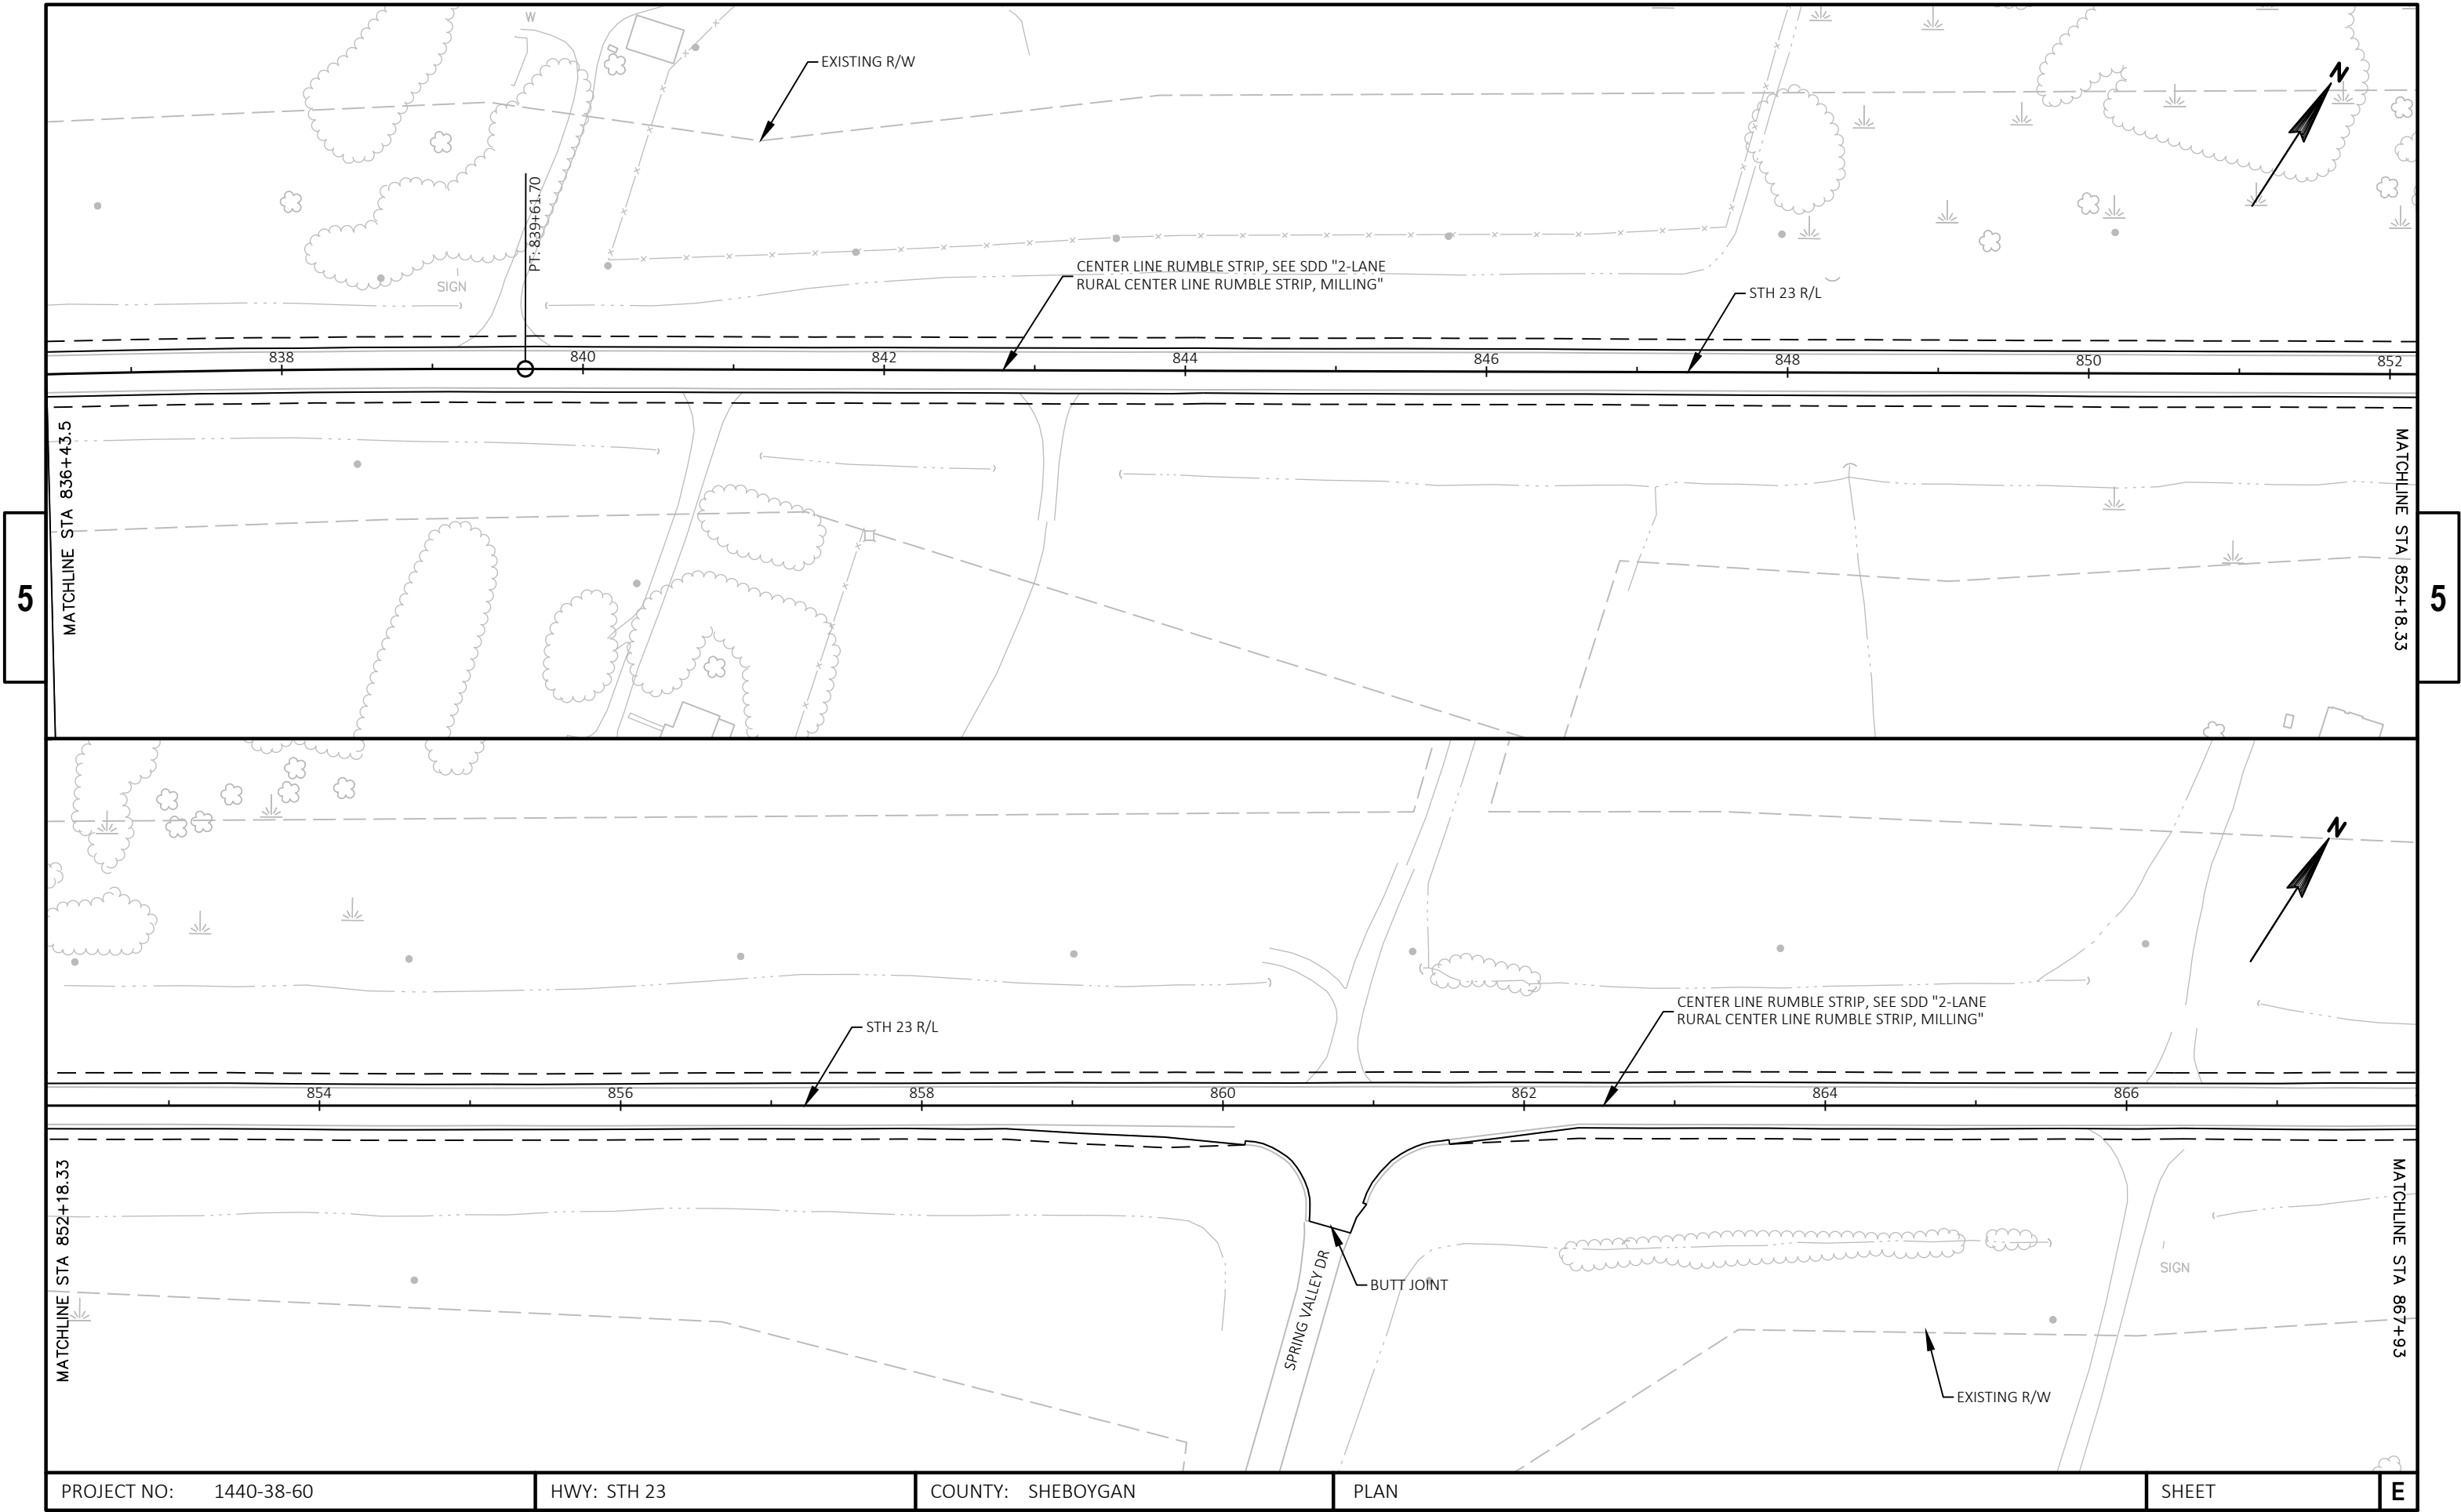 W
EXISTING R/W
N
PT: 839+61.70
SIGN
CENTER LINE RUMBLE STRIP, SEE SDD "2-LANE
RURAL CENTER LINE RUMBLE STRIP, MILLING"
STH 23 R/L
838 840 842 844 846 848 850 852
MATCHLINE STA 836+43.5
MATCHLINE STA 852+18.33
5 5
N
CENTER LINE RUMBLE STRIP, SEE SDD "2-LANE
RURAL CENTER LINE RUMBLE STRIP, MILLING"
STH 23 R/L
854 856 858 860 862 864 866
MATCHLINE STA 852+18.33
MATCHLINE STA 867+93
SIGN
SPRING VALLEY DR
BUTT JOINT
EXISTING R/W
PROJECT NO: 1440-38-60 HWY: STH 23 COUNTY: SHEBOYGAN PLAN SHEET E